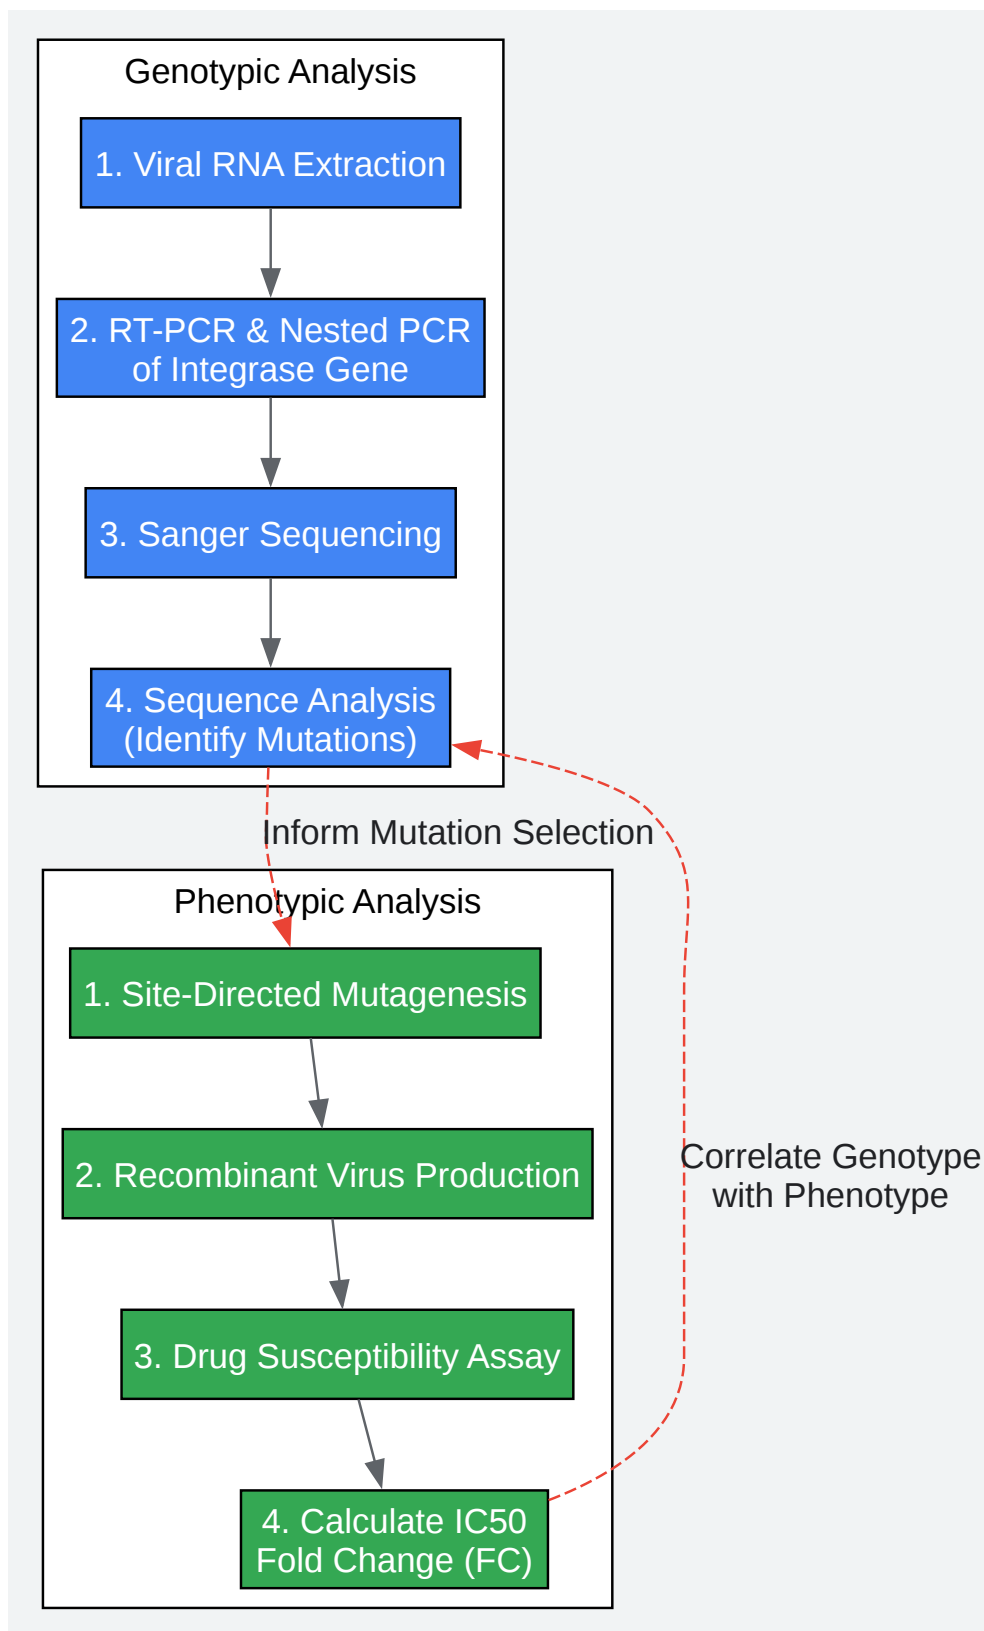 Genotypic Analysis
1. Viral RNA Extraction
2. RT-PCR & Nested PCR
of Integrase Gene
3. Sanger Sequencing
4. Sequence Analysis
(Identify Mutations)
Inform Mutation Selection
Phenotypic Analysis
1. Site-Directed Mutagenesis
2. Recombinant Virus Production
Correlate Genotype
with Phenotype
3. Drug Susceptibility Assay
4. Calculate IC50
Fold Change (FC)